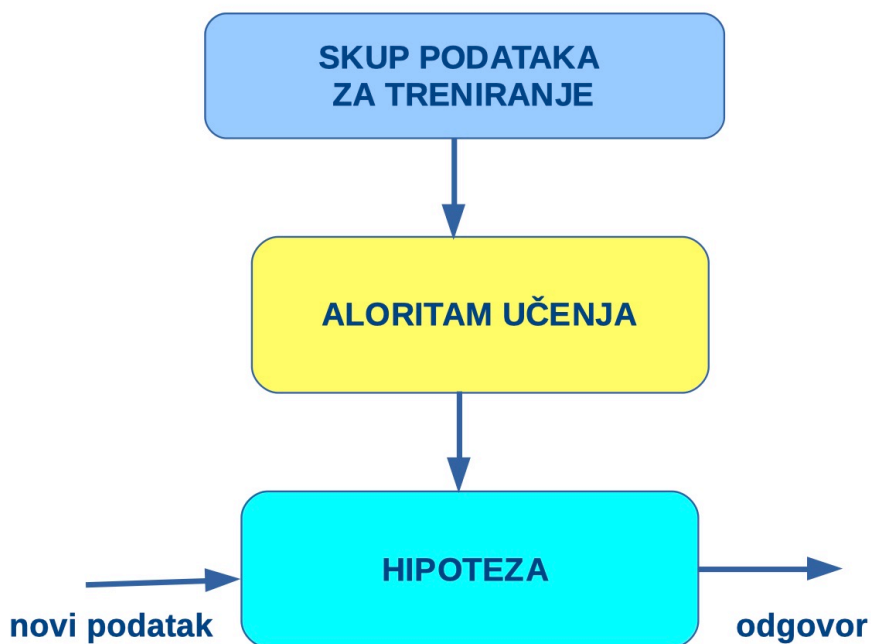 SKUP PODATAKA
ZA TRENIRANJE
ALORITAM UČENJA
HIPOTEZA
novi podatak
odgovor